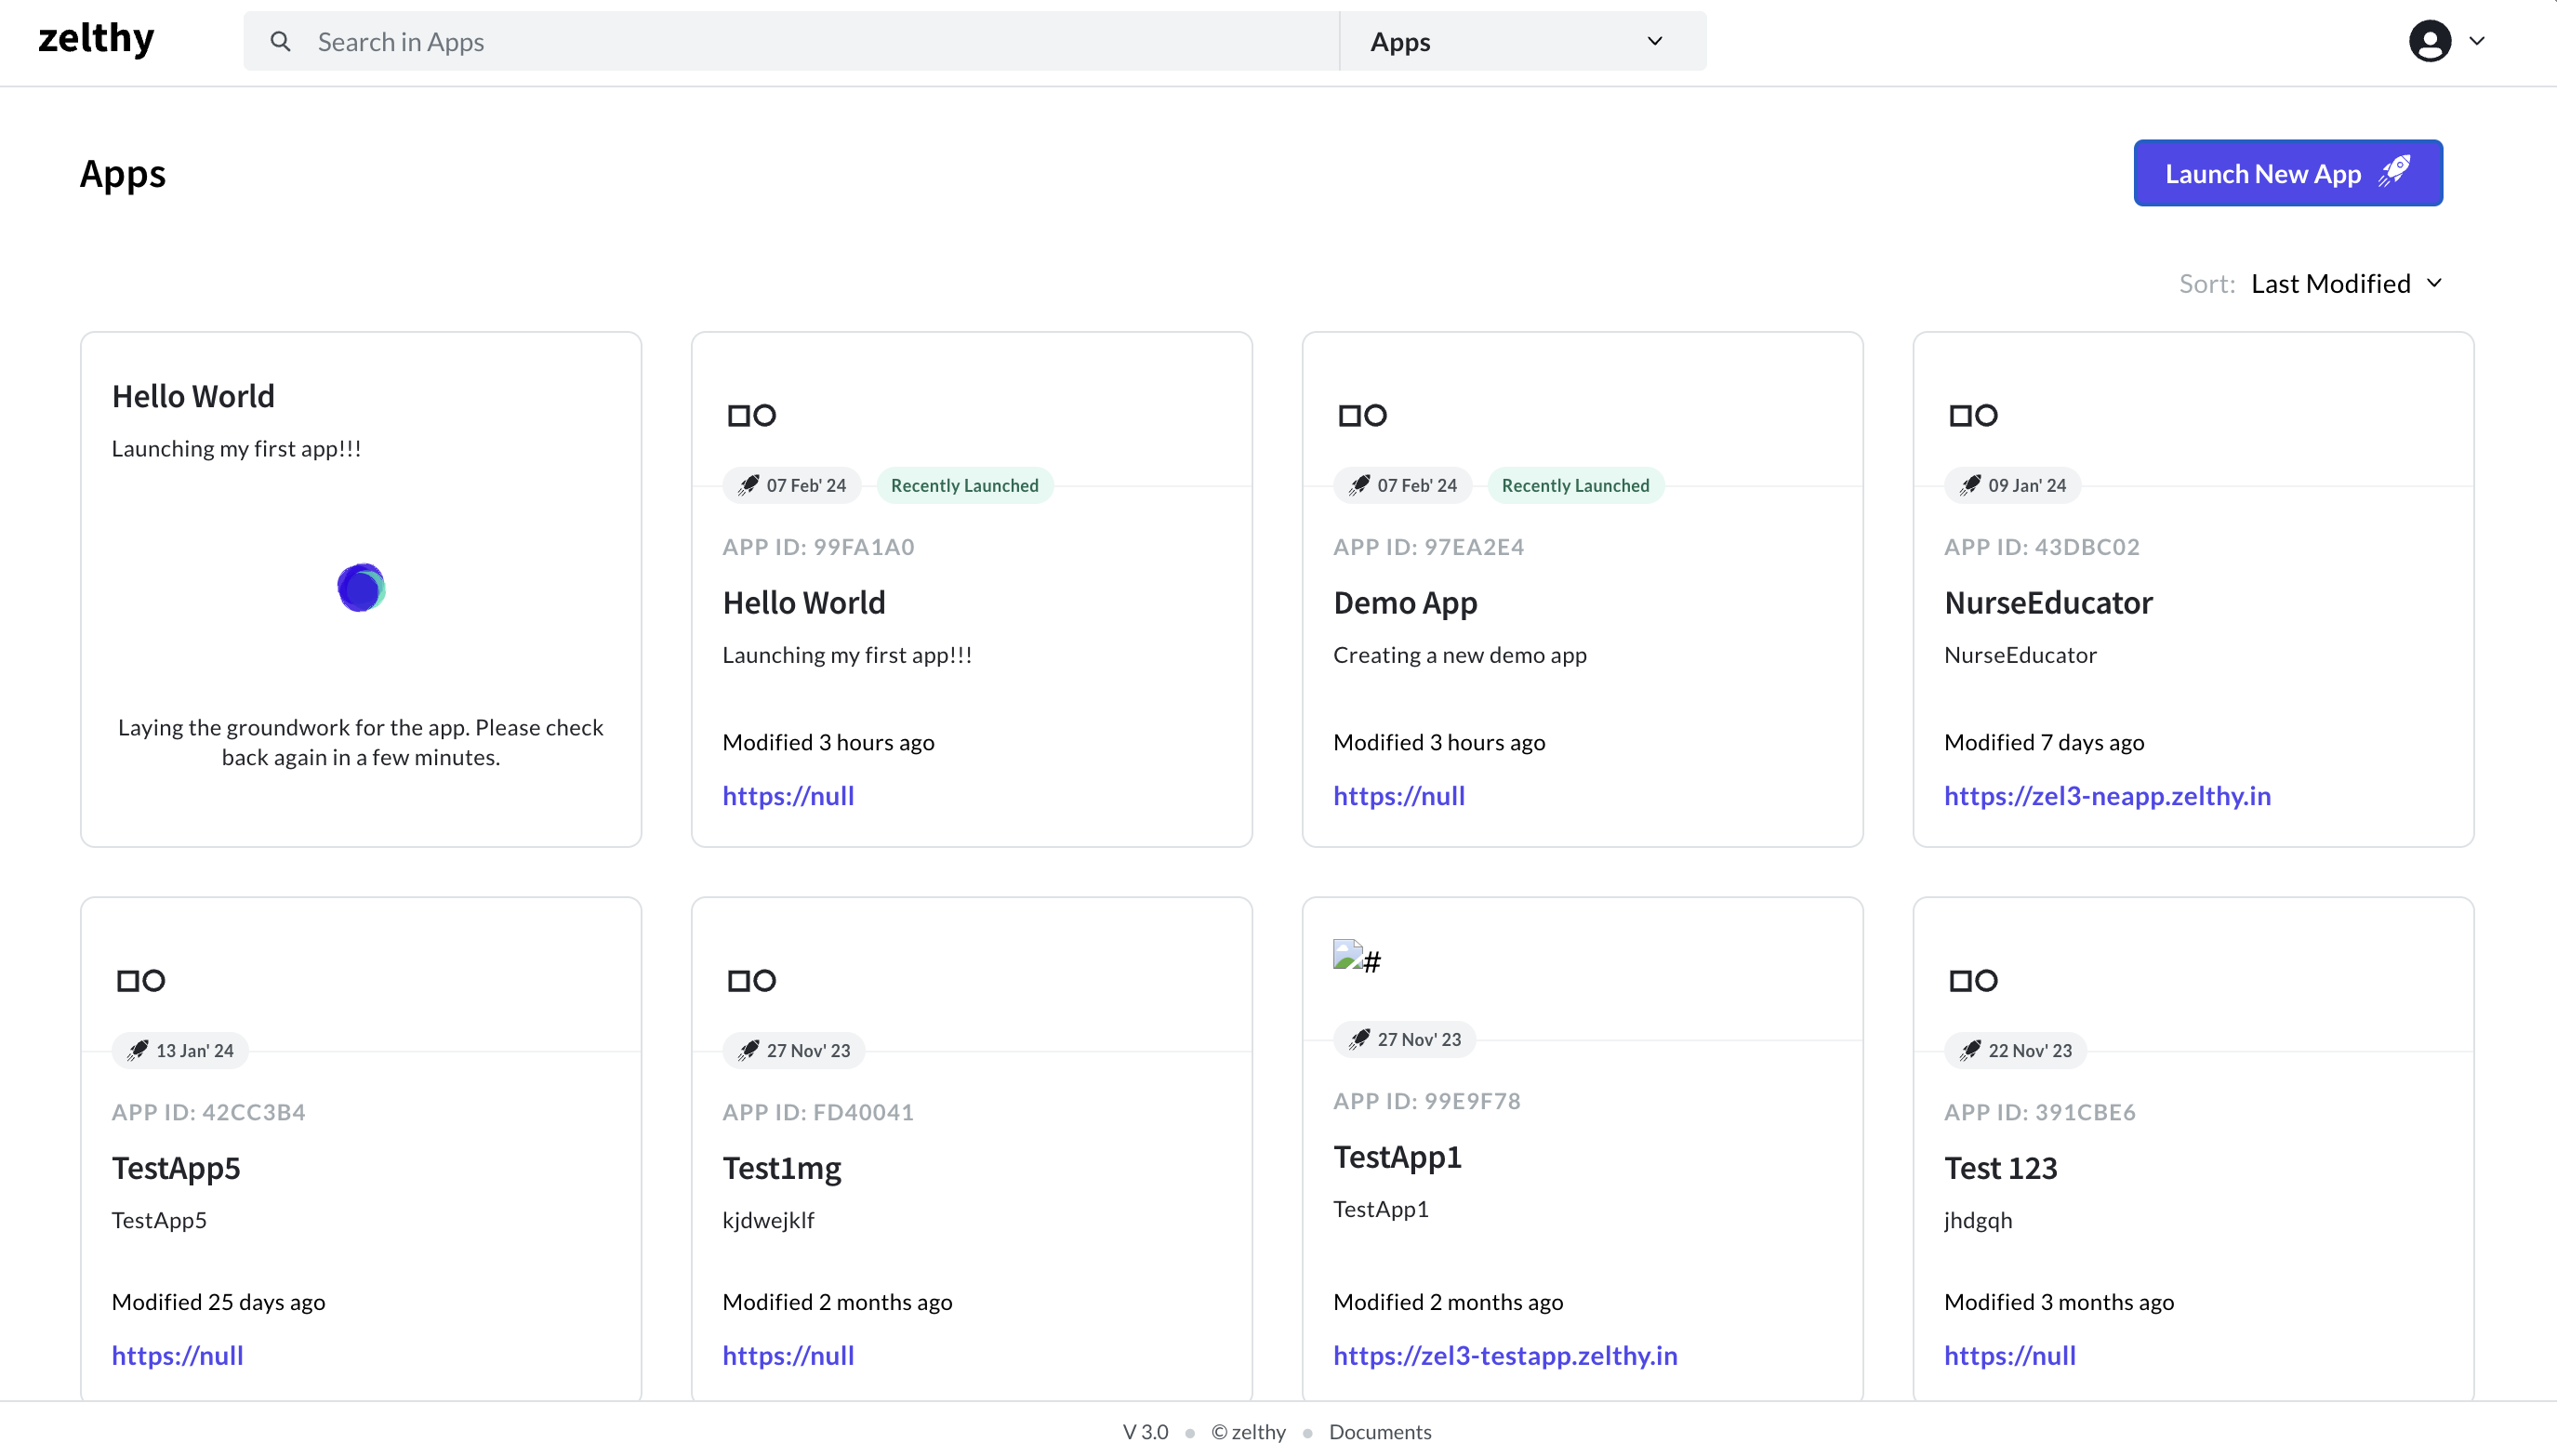 zelthy
Search in Apps
Apps
Apps
Launch New App
Sort: Last Modified
Hello World
Launching my first app!!!
Laying the groundwork for the app. Please check
back again in a few minutes.
07 Feb' 24 Recently Launched
APP ID: 99FA1A0
Hello World
Launching my first app!!!
Modified 3 hours ago
https://null
07 Feb' 24 Recently Launched
APP ID: 97EA2E4
Demo App
Creating a new demo app
Modified 3 hours ago
https://null
09 Jan' 24
APP ID: 43DBC02
NurseEducator
NurseEducator
Modified 7 days ago
https://zel3-neapp.zelthy.in
13 Jan' 24
APP ID: 42CC3B4
TestApp5
TestApp5
Modified 25 days ago
https://null
27 Nov' 23
APP ID: FD40041
Test1mg
kjdwejklf
Modified 2 months ago
https://null
#
27 Nov' 23
APP ID: 99E9F78
TestApp1
TestApp1
Modified 2 months ago
https://zel3-testapp.zelthy.in
22 Nov' 23
APP ID: 391CBE6
Test 123
jhdgqh
Modified 3 months ago
https://null
V 3.0 • © zelthy • Documents